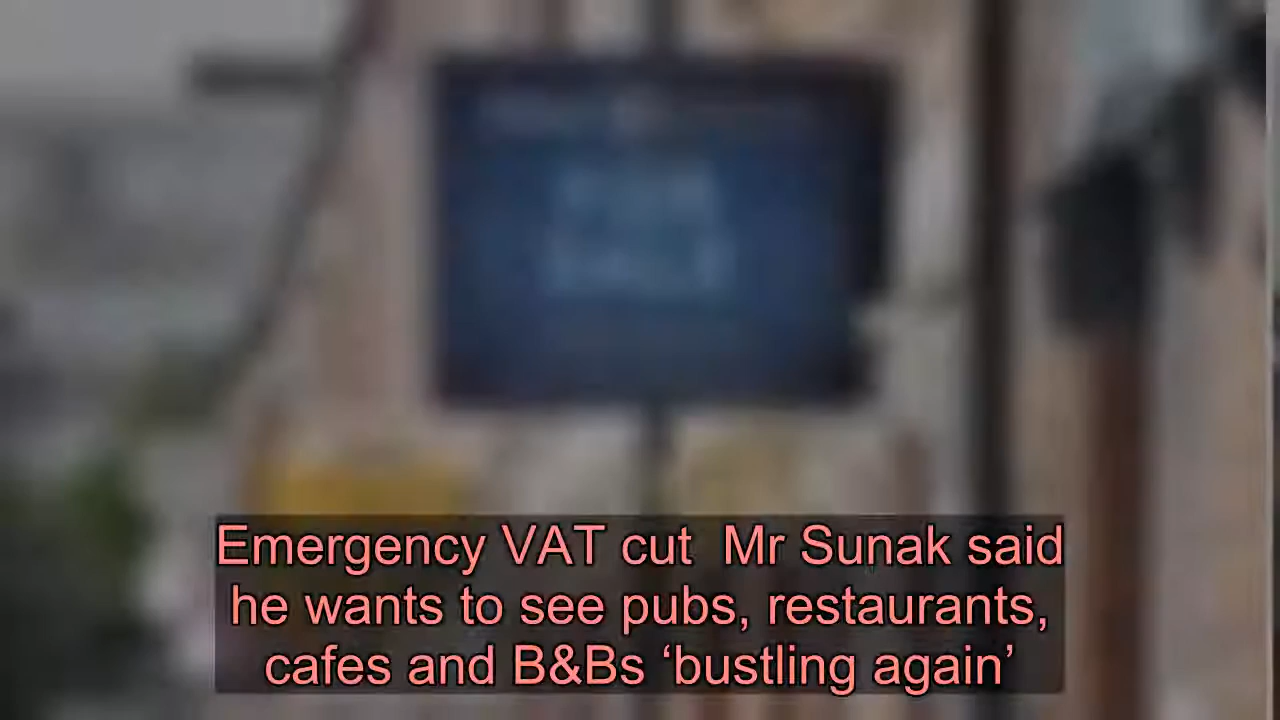 Emergency VAT cut  Mr Sunak said
he wants to see pubs, restaurants,
cafes and B&Bs ‘bustling again’